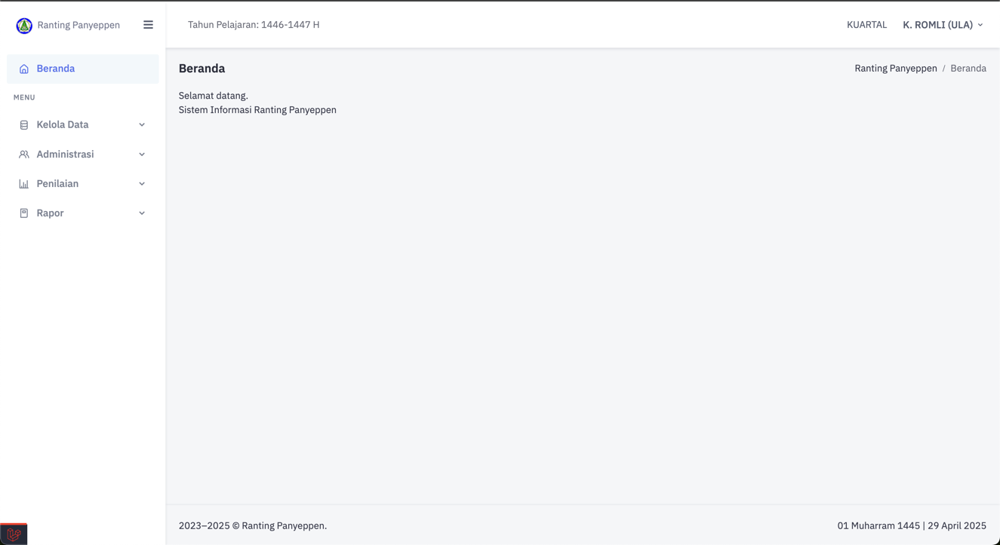 Ranting Panyeppen
Tahun Pelajaran: 1446-1447 H
KUARTAL
K. ROMLI (ULA)
Beranda
MENU
Kelola Data
Administrasi
Penilaian
Rapor
Beranda
Ranting Panyeppen / Beranda
Selamat datang.
Sistem Informasi Ranting Panyeppen
2023–2025 © Ranting Panyeppen.
01 Muharram 1445 | 29 April 2025